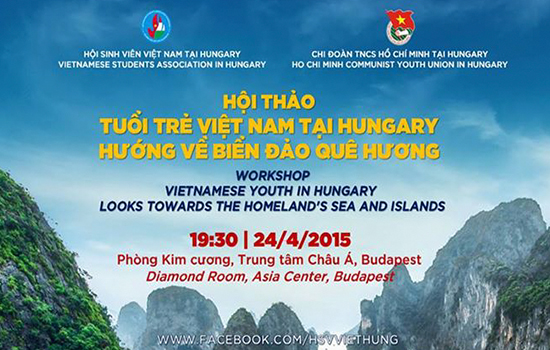 HỘI SINH VIÊN VIỆT NAM TẠI HUNGARY
VIETNAMESE STUDENTS ASSOCIATION IN HUNGARY
CHI ĐOÀN TNCS HỒ CHÍ MINH TẠI HUNGARY
HO CHI MINH COMMUNIST YOUTH UNION IN HUNGARY
HỘI THẢO
TUỔI TRẺ VIỆT NAM TẠI HUNGARY
HƯỚNG VỀ BIỂN ĐẢO QUÊ HƯƠNG
WORKSHOP
VIETNAMESE YOUTH IN HUNGARY
LOOKS TOWARDS THE HOMELAND'S SEA AND ISLANDS
19:30 | 24/4/2015
Phòng Kim cương, Trung tâm Châu Á, Budapest
Diamond Room, Asia Center, Budapest
WWW.FACEBOOK.COM/HSVVIETHUNG